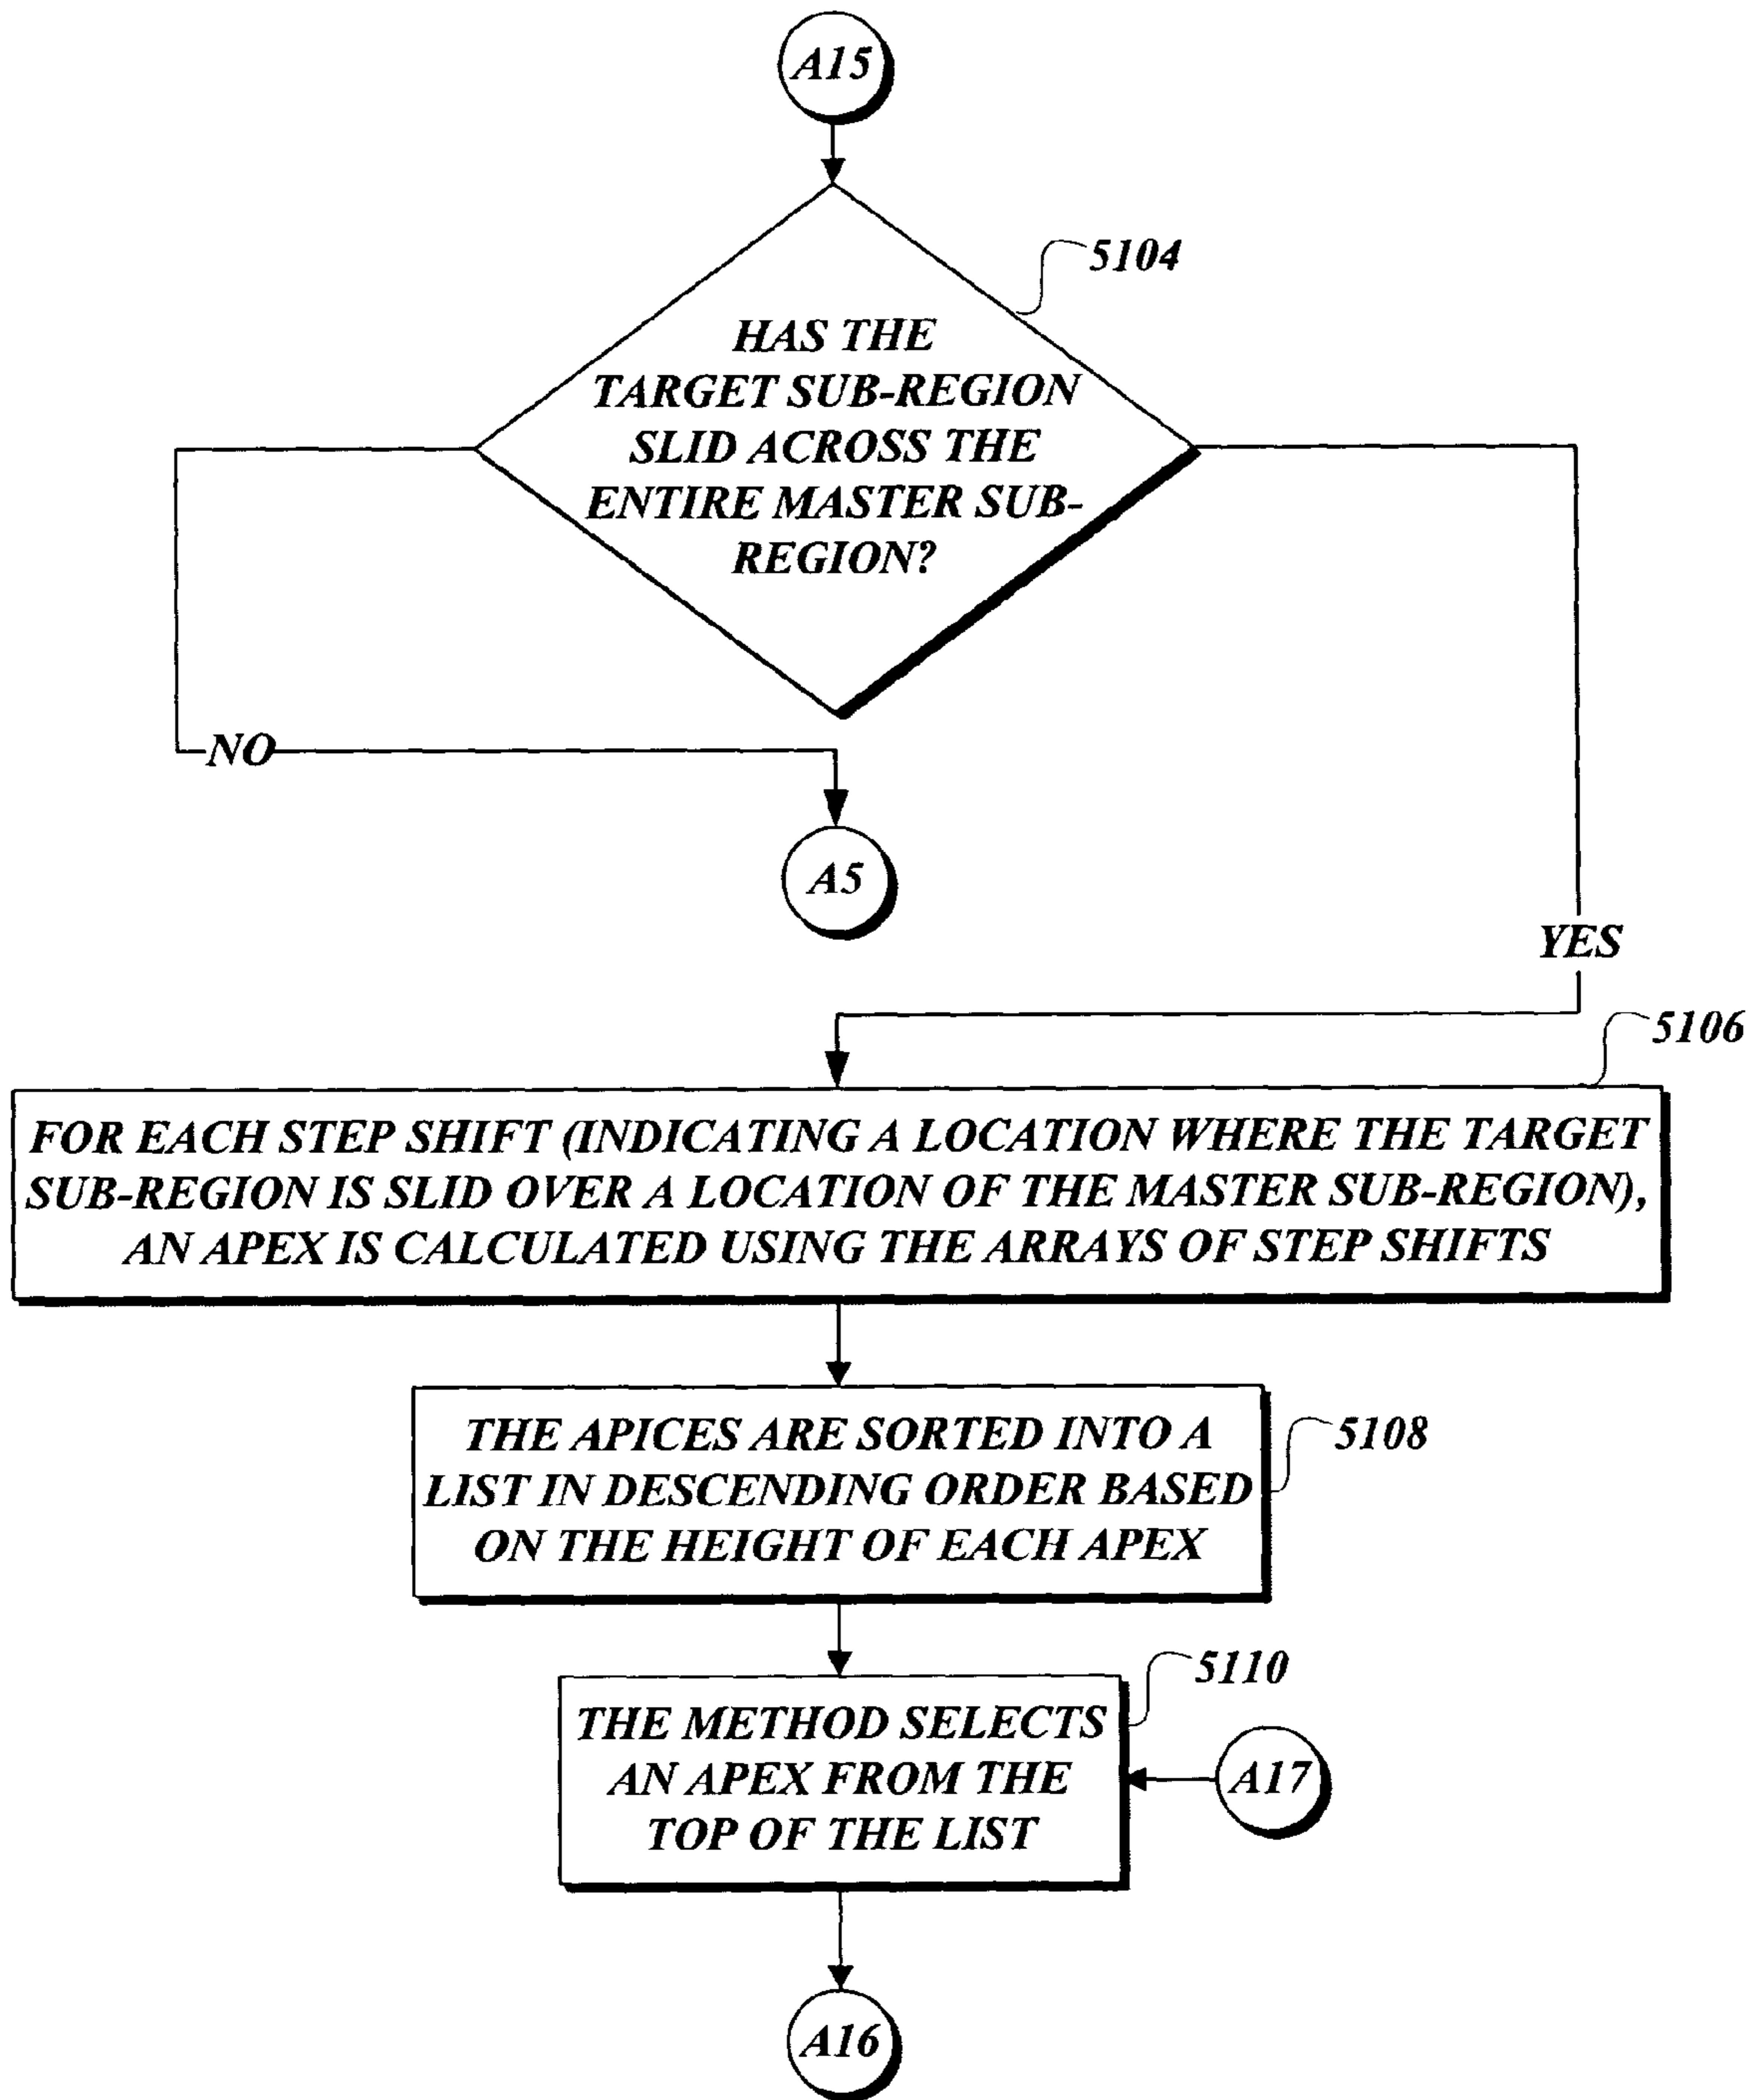 A15
5104
HAS THE
TARGET SUB-REGION
SLID ACROSS THE
ENTIRE MASTER SUB-
REGION?
NO
A5
YES
5106
FOR EACH STEP SHIFT (INDICATING A LOCATION WHERE THE TARGET
SUB-REGION IS SLID OVER A LOCATION OF THE MASTER SUB-REGION),
AN APEX IS CALCULATED USING THE ARRAYS OF STEP SHIFTS
THE APICES ARE SORTED INTO A
LIST IN DESCENDING ORDER BASED
ON THE HEIGHT OF EACH APEX
5108
5110
THE METHOD SELECTS
AN APEX FROM THE
TOP OF THE LIST
A17
A16